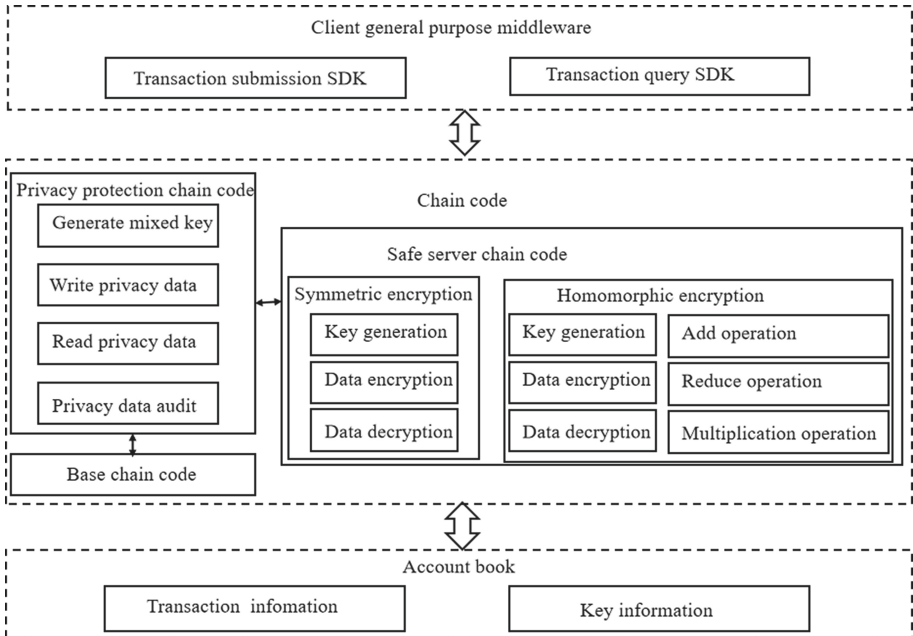 Client general purpose middleware
Transaction submission SDK
Transaction query SDK
Privacy protection chain code
Generate mixed key
Write privacy data
Read privacy data
Privacy data audit
Base chain code
Chain code
Safe server chain code
Symmetric encryption
Key generation
Data encryption
Data decryption
Homomorphic encryption
Key generation
Data encryption
Data decryption
Add operation
Reduce operation
Multiplication operation
Account book
Transaction infomation
Key information